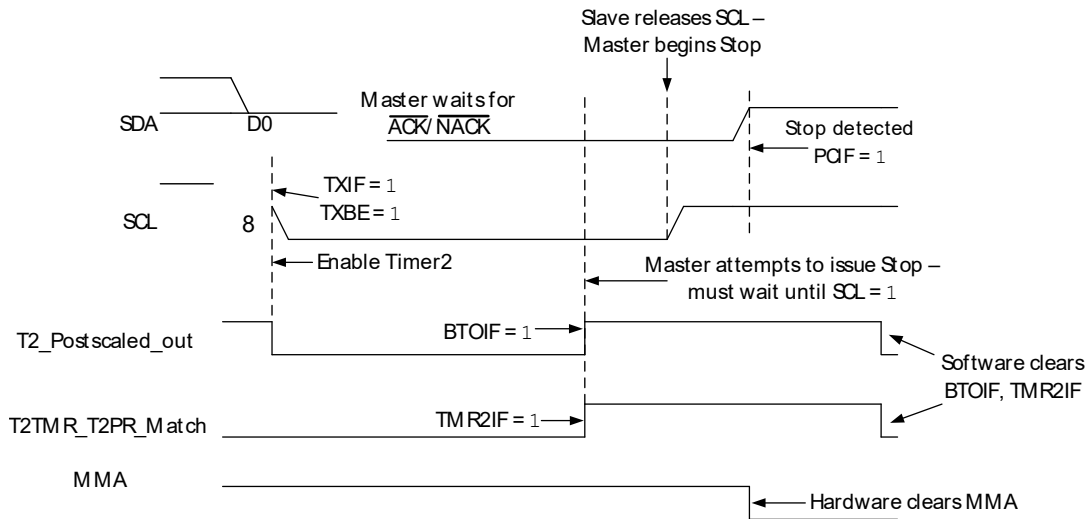 Slave releases SCL –
Master begins Stop
Master waits for
ACK/ NACK
SDA
D0
Stop detected
PCIF = 1
TXIF = 1
TXBE = 1
SCL
8
Enable Timer2
Master attempts to issue Stop –
must wait until SCL = 1
T2_Postscaled_out
BTOIF = 1
Software clears
BTOIF, TMR2IF
T2TMR_T2PR_Match
TMR2IF = 1
MMA
Hardware clears MMA